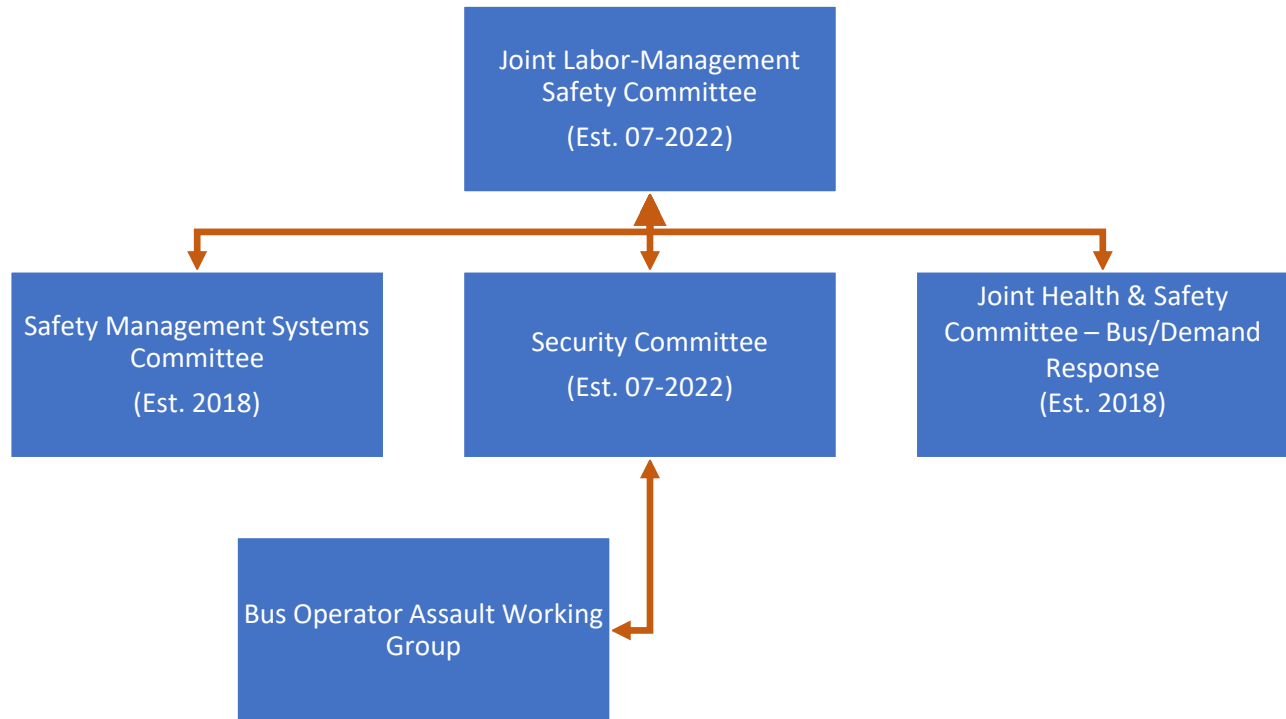 Joint Labor-Management
Safety Committee
(Est. 07-2022)
Safety Management Systems
Committee
(Est. 2018)
Security Committee
(Est. 07-2022)
Joint Health & Safety
Committee – Bus/Demand
Response
(Est. 2018)
Bus Operator Assault Working
Group